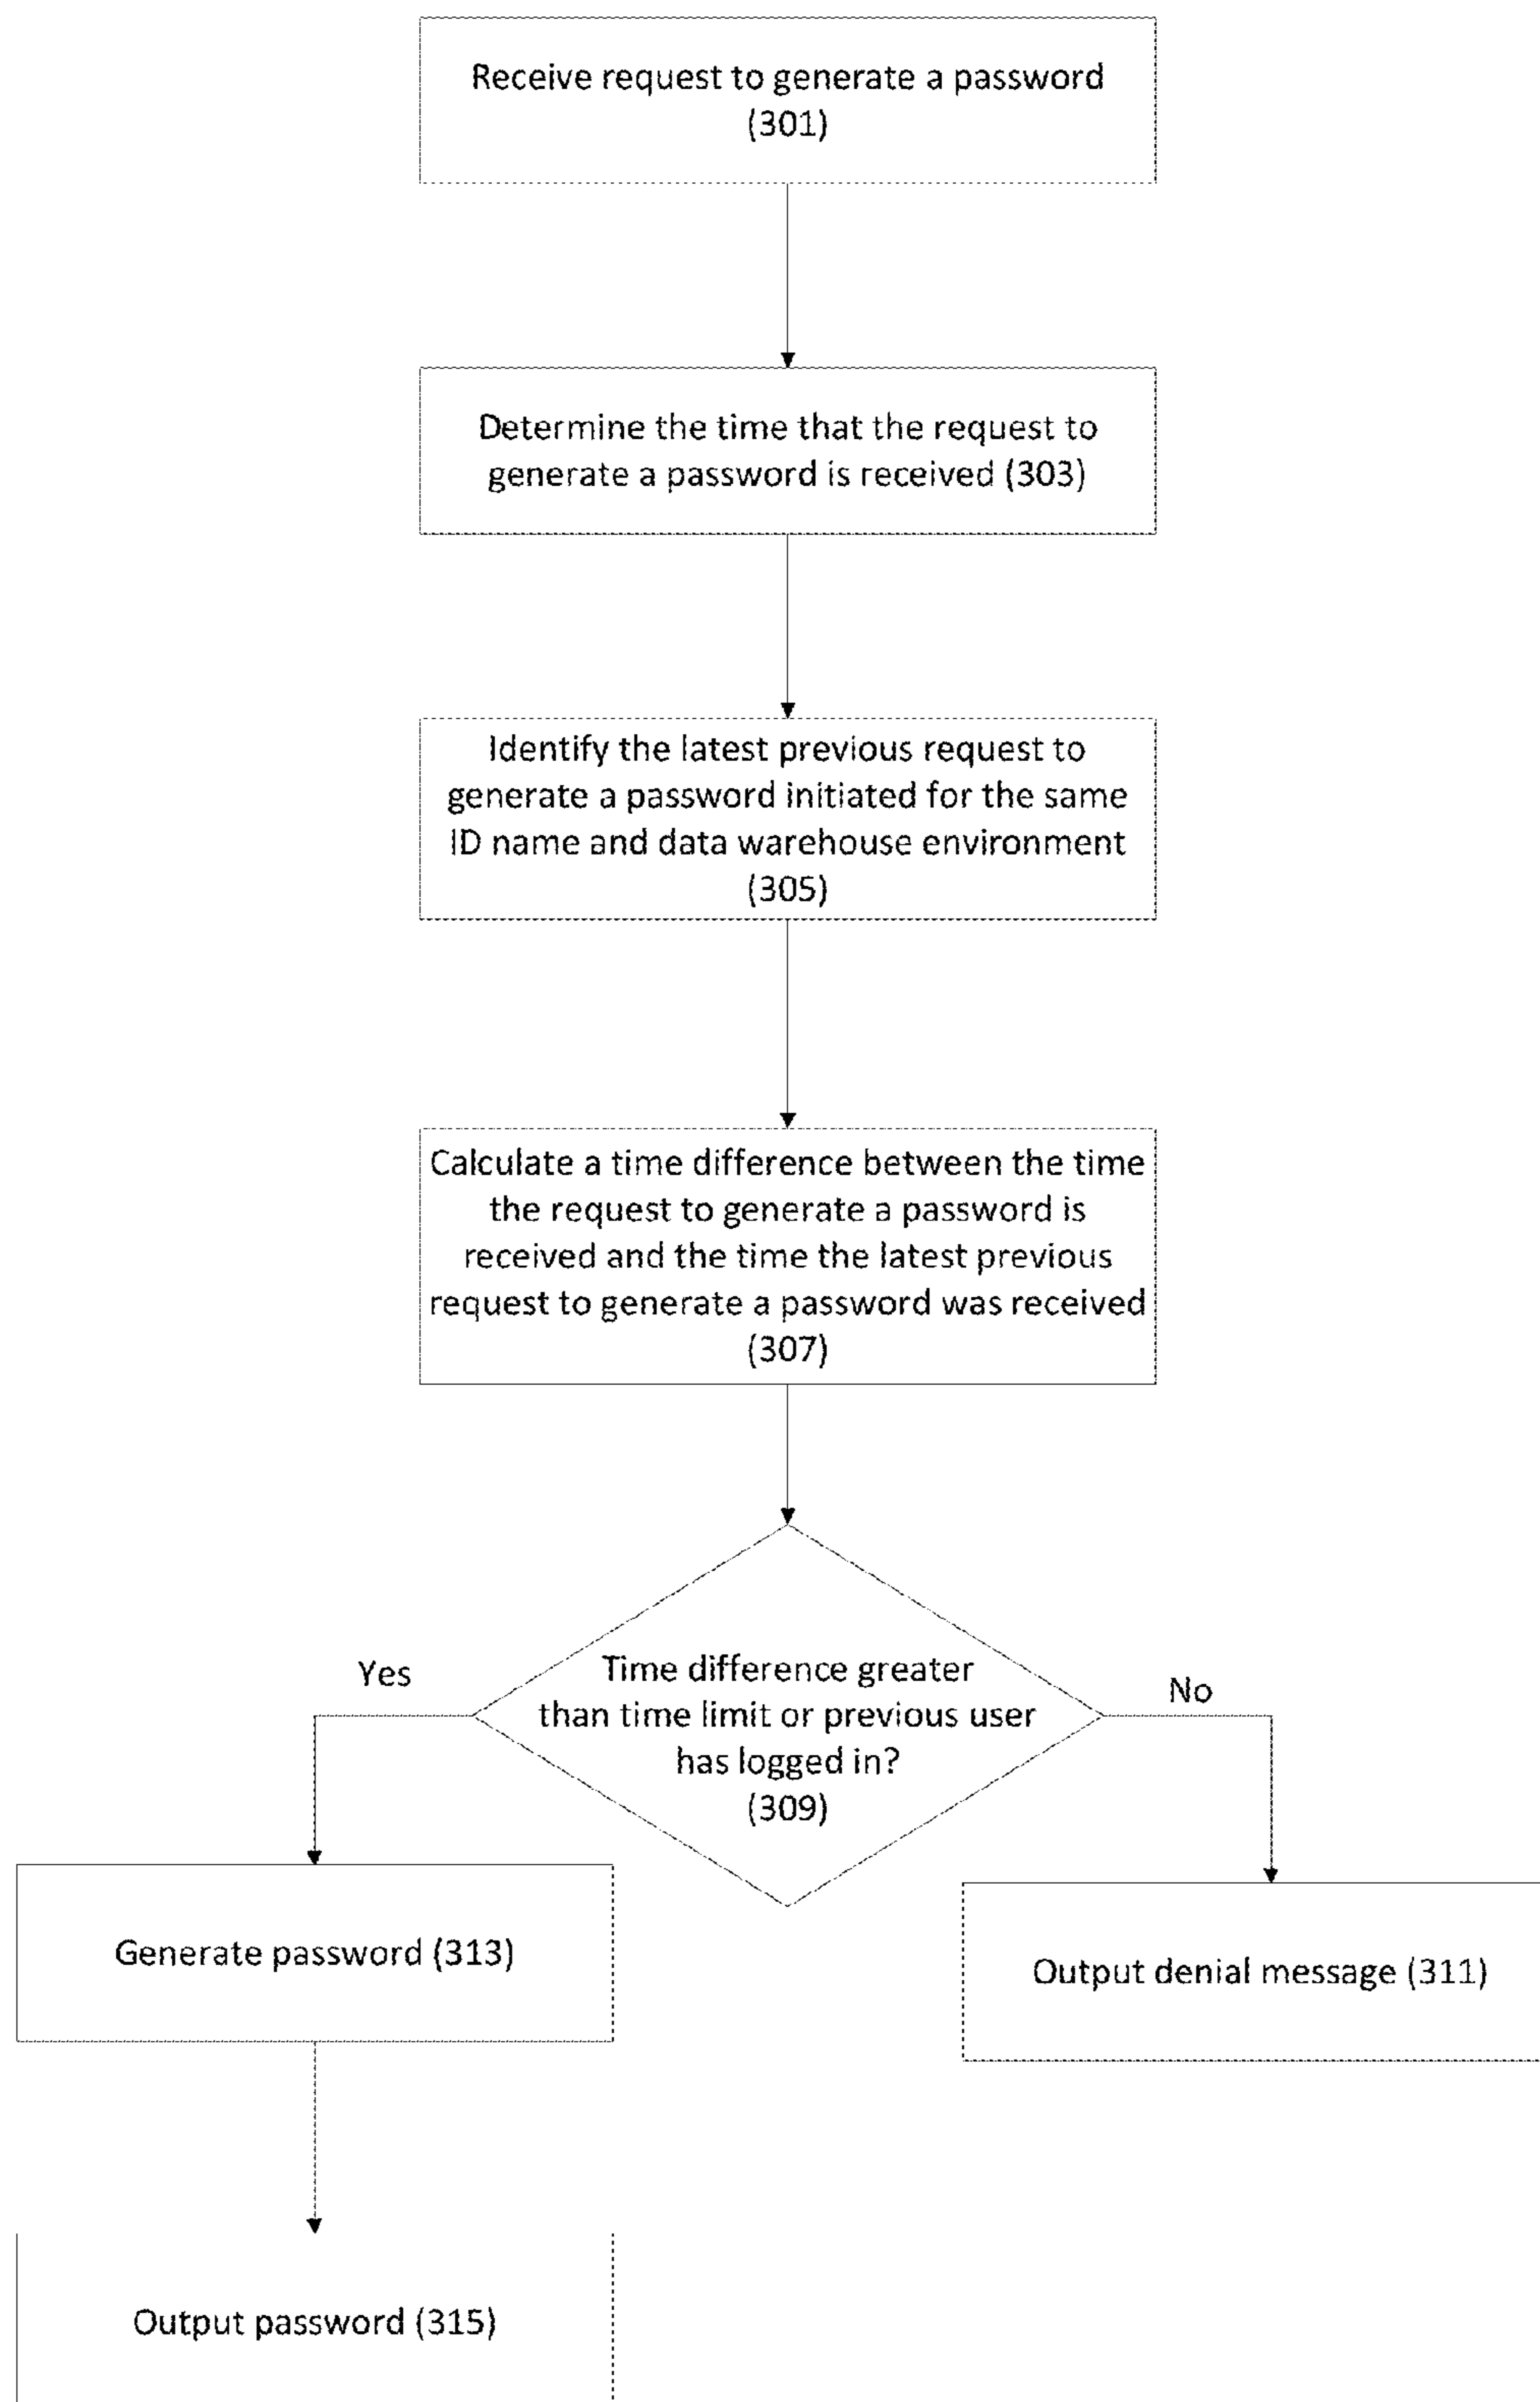 Receive request to generate a password
(301)
Determine the time that the request to
generate a password is received (303)
Identify the latest previous request to
generate a password initiated for the same
ID name and data warehouse environment
(305)
Calculate a time difference between the time
the request to generate a password is
received and the time the latest previous
request to generate a password was received
(307)
Time difference greater
than time limit or previous user
has logged in?
(309)
Yes
No
Generate password (313)
Output denial message (311)
Output password (315)